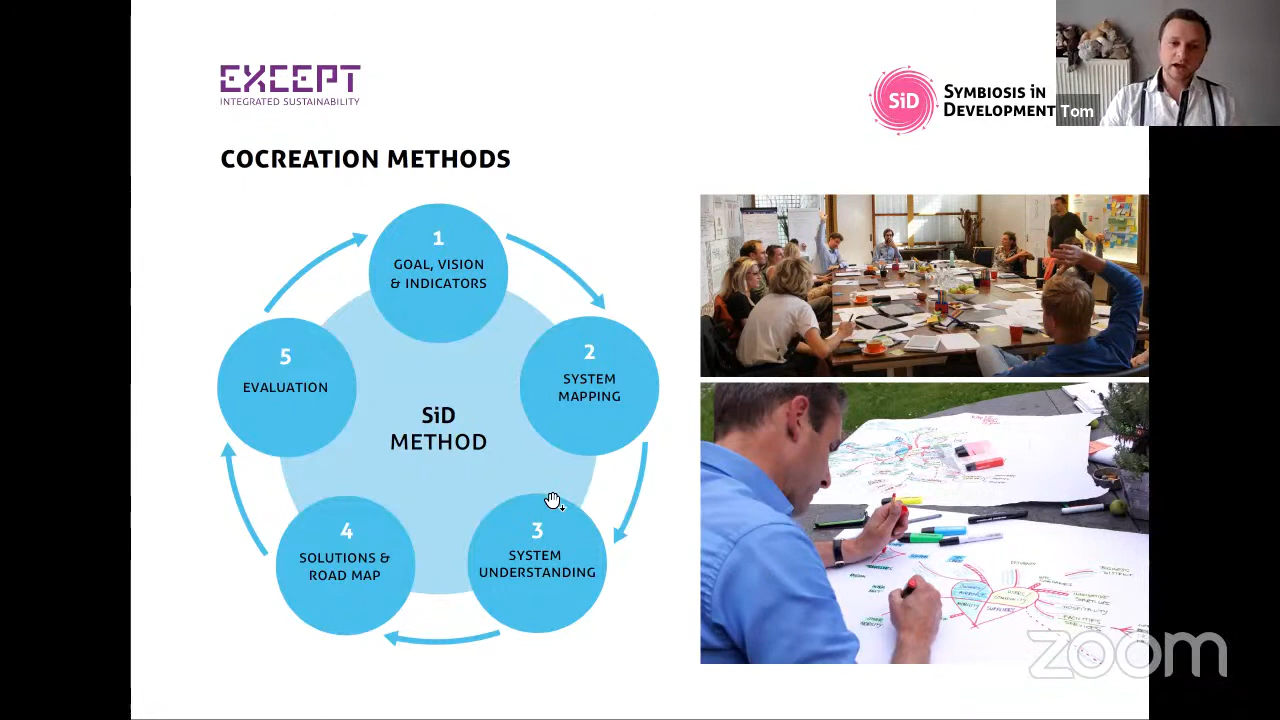 EXCEPT
INTEGRATED SUSTAINABILITY
SiD
SYMBIOSIS iN
DEVELOPMENT
Tom
COCREATION METHODS
1
GOAL, VISION
& INDICATORS
2
SYSTEM
MAPPING
3
SYSTEM
UNDERSTANDING
4
SOLUTIONS &
ROAD MAP
5
EVALUATION
SiD
METHOD
HOSPITALITY
zoom